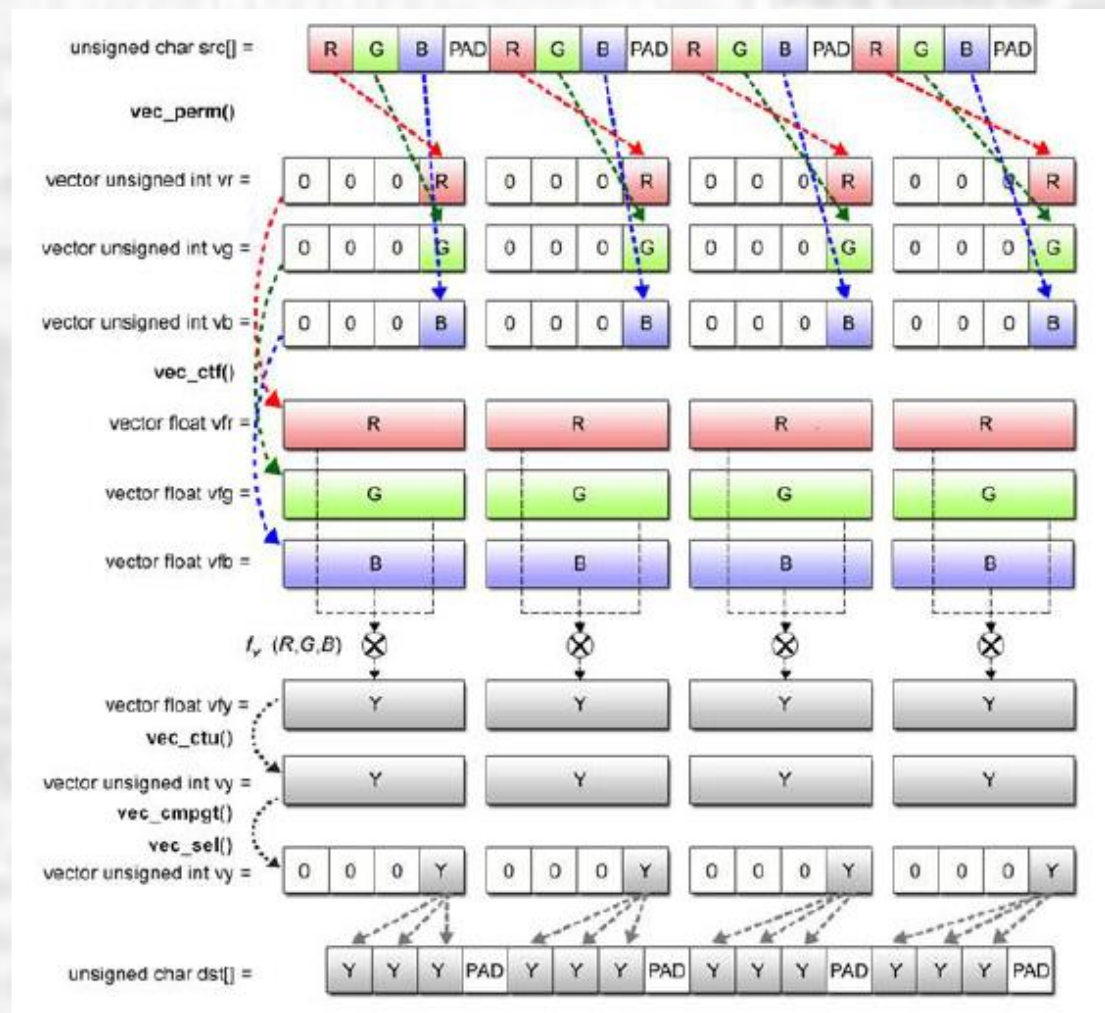 unsigned char src[] = R G B PAD R G B PAD R G B PAD R G B PAD
vec_perm()
vector unsigned int vr = 0 0 0 R 0 0 0 R 0 0 0 R 0 0 0 R
vector unsigned int vg = 0 0 0 G 0 0 0 G 0 0 0 G 0 0 0 G
vector unsigned int vb = 0 0 0 B 0 0 0 B 0 0 0 B 0 0 0 B
vec_ctf()
vector float vfr = R R R R
vector float vfg = G G G G
vector float vfb = B B B B
fy (R,G,B)
vector float vfy = Y Y Y Y
vec_ctu()
vector unsigned int vy = Y Y Y Y
vec_cmpgt()
vec_sel()
vector unsigned int vy = 0 0 0 Y 0 0 0 Y 0 0 0 Y 0 0 0 Y
unsigned char dst[] = Y Y Y PAD Y Y Y PAD Y Y Y PAD Y Y Y PAD